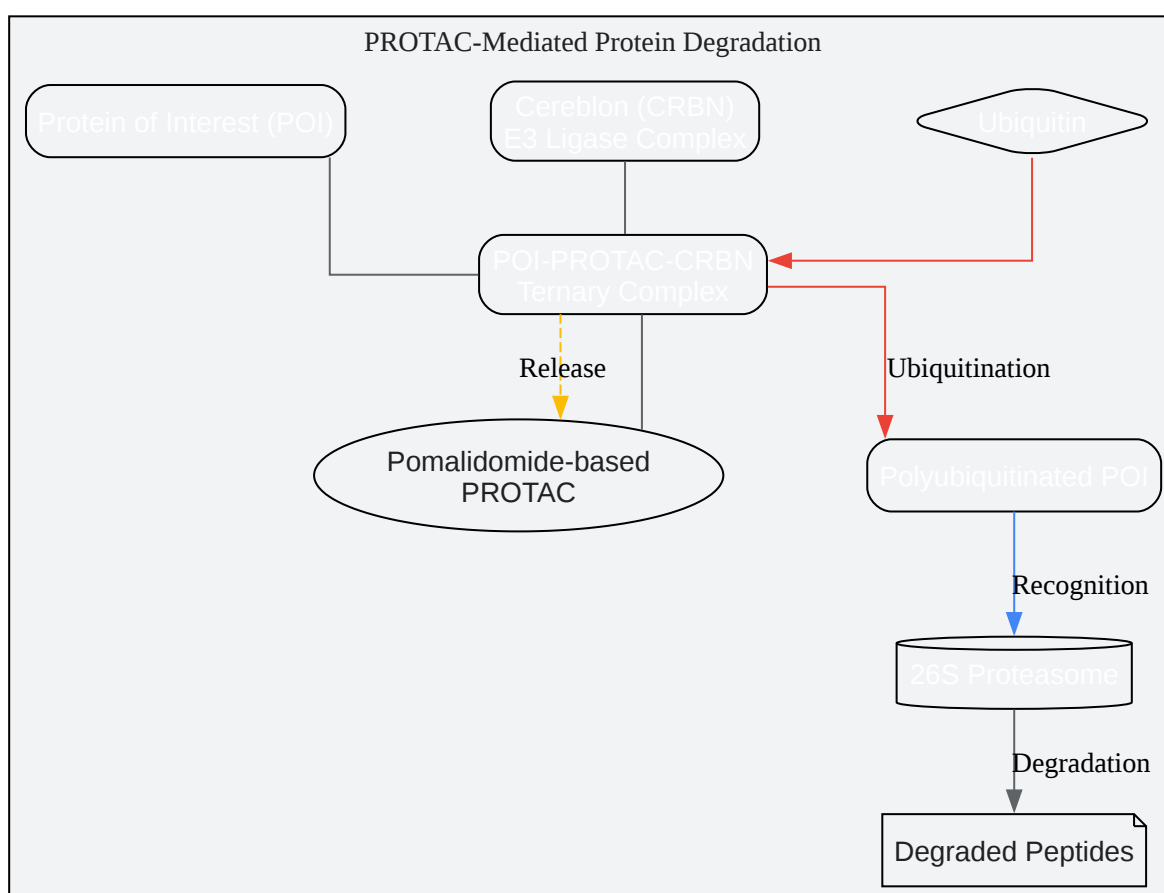 PROTAC-Mediated Protein Degradation
Protein of Interest (POI)
Cereblon (CRBN)
E3 Ligase Complex
Ubiquitin
POI-PROTAC-CRBN
Ternary Complex
Release
Ubiquitination
Pomalidomide-based
PROTAC
Polyubiquitinated POI
Recognition
26S Proteasome
Degradation
Degraded Peptides